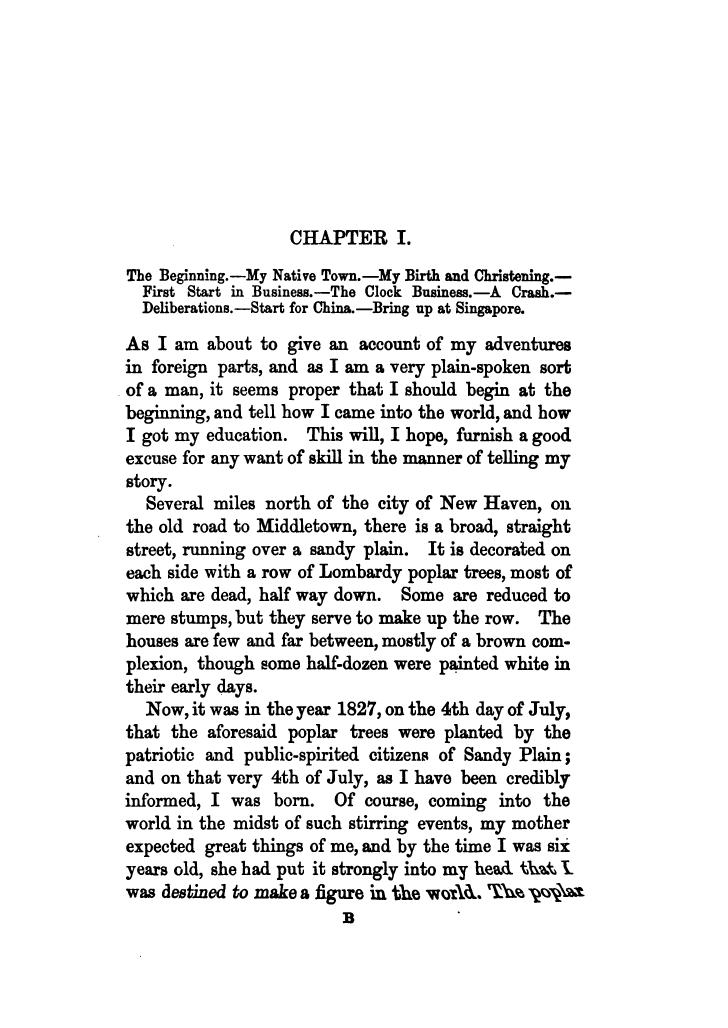 CHAPTER I.
The Beginning.—My Native Town.—My Birth and Christening.—
First Start in Business.—The Clock Business.—A Crash.—
Deliberations.—Start for China.—Bring up at Singapore.
As I am about to give an account of my adventures
in foreign parts, and as I am a very plain-spoken sort
of a man, it seems proper that I should begin at the
beginning, and tell how I came into the world, and how
I got my education. This will, I hope, furnish a good
excuse for any want of skill in the manner of telling my
story.
Several miles north of the city of New Haven, on
the old road to Middletown, there is a broad, straight
street, running over a sandy plain. It is decorated on
each side with a row of Lombardy poplar trees, most of
which are dead, half way down. Some are reduced to
mere stumps, but they serve to make up the row. The
houses are few and far between, mostly of a brown com-
plexion, though some half-dozen were painted white in
their early days.
Now, it was in the year 1827, on the 4th day of July,
that the aforesaid poplar trees were planted by the
patriotic and public-spirited citizens of Sandy Plain;
and on that very 4th of July, as I have been credibly
informed, I was born. Of course, coming into the
world in the midst of such stirring events, my mother
expected great things of me, and by the time I was six
years old, she had put it strongly into my head that I
was destined to make a figure in the world. The poplar
B